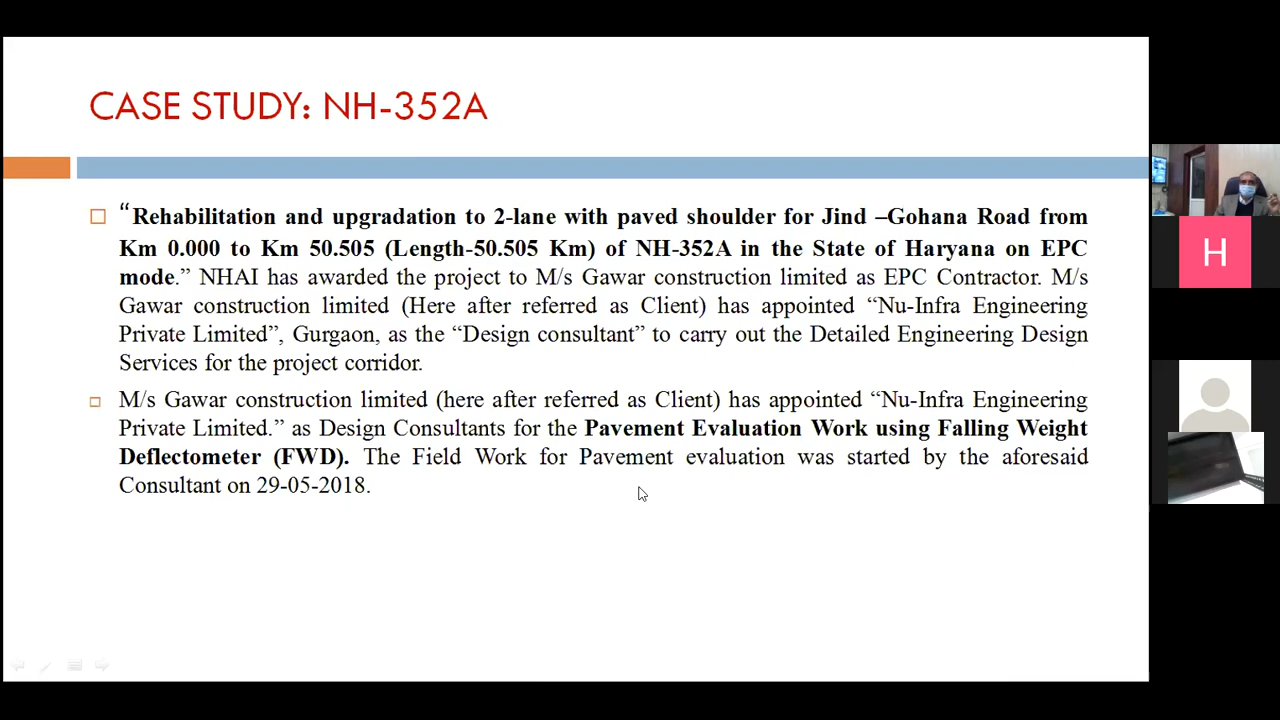 CASE STUDY: NH-352A
“Rehabilitation and upgradation to 2-lane with paved shoulder for Jind –Gohana Road from
Km 0.000 to Km 50.505 (Length-50.505 Km) of NH-352A in the State of Haryana on EPC
mode.” NHAI has awarded the project to M/s Gawar construction limited as EPC Contractor. M/s
Gawar construction limited (Here after referred as Client) has appointed “Nu-Infra Engineering
Private Limited”, Gurgaon, as the “Design consultant” to carry out the Detailed Engineering Design
Services for the project corridor.
M/s Gawar construction limited (here after referred as Client) has appointed “Nu-Infra Engineering
Private Limited.” as Design Consultants for the Pavement Evaluation Work using Falling Weight
Deflectometer (FWD). The Field Work for Pavement evaluation was started by the aforesaid
Consultant on 29-05-2018.
H